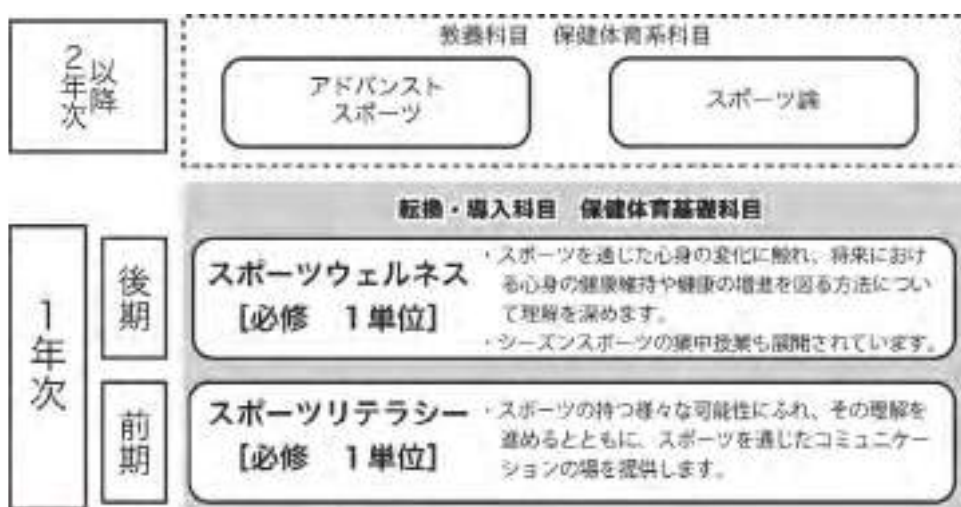 2年次
以降
教養科目 保健体育系科目
アドバンスト
スポーツ
スポーツ論
転換・導入科目 保健体育基礎科目
1年次
後期
スポーツウェルネス
[必修 1単位]
・スポーツを通じた心身の変化に触れ、将来におけ
る心身の健康維持や健康の増進を図る方法につい
て理解を深めます。
・シーズンスポーツの集中授業も展開されています。
前期
スポーツリテラシー
[必修 1単位]
・スポーツの持つ様々な可能性にふれ、その理解を
進めるとともに、スポーツを通じたコミュニケー
ションの場を提供します。